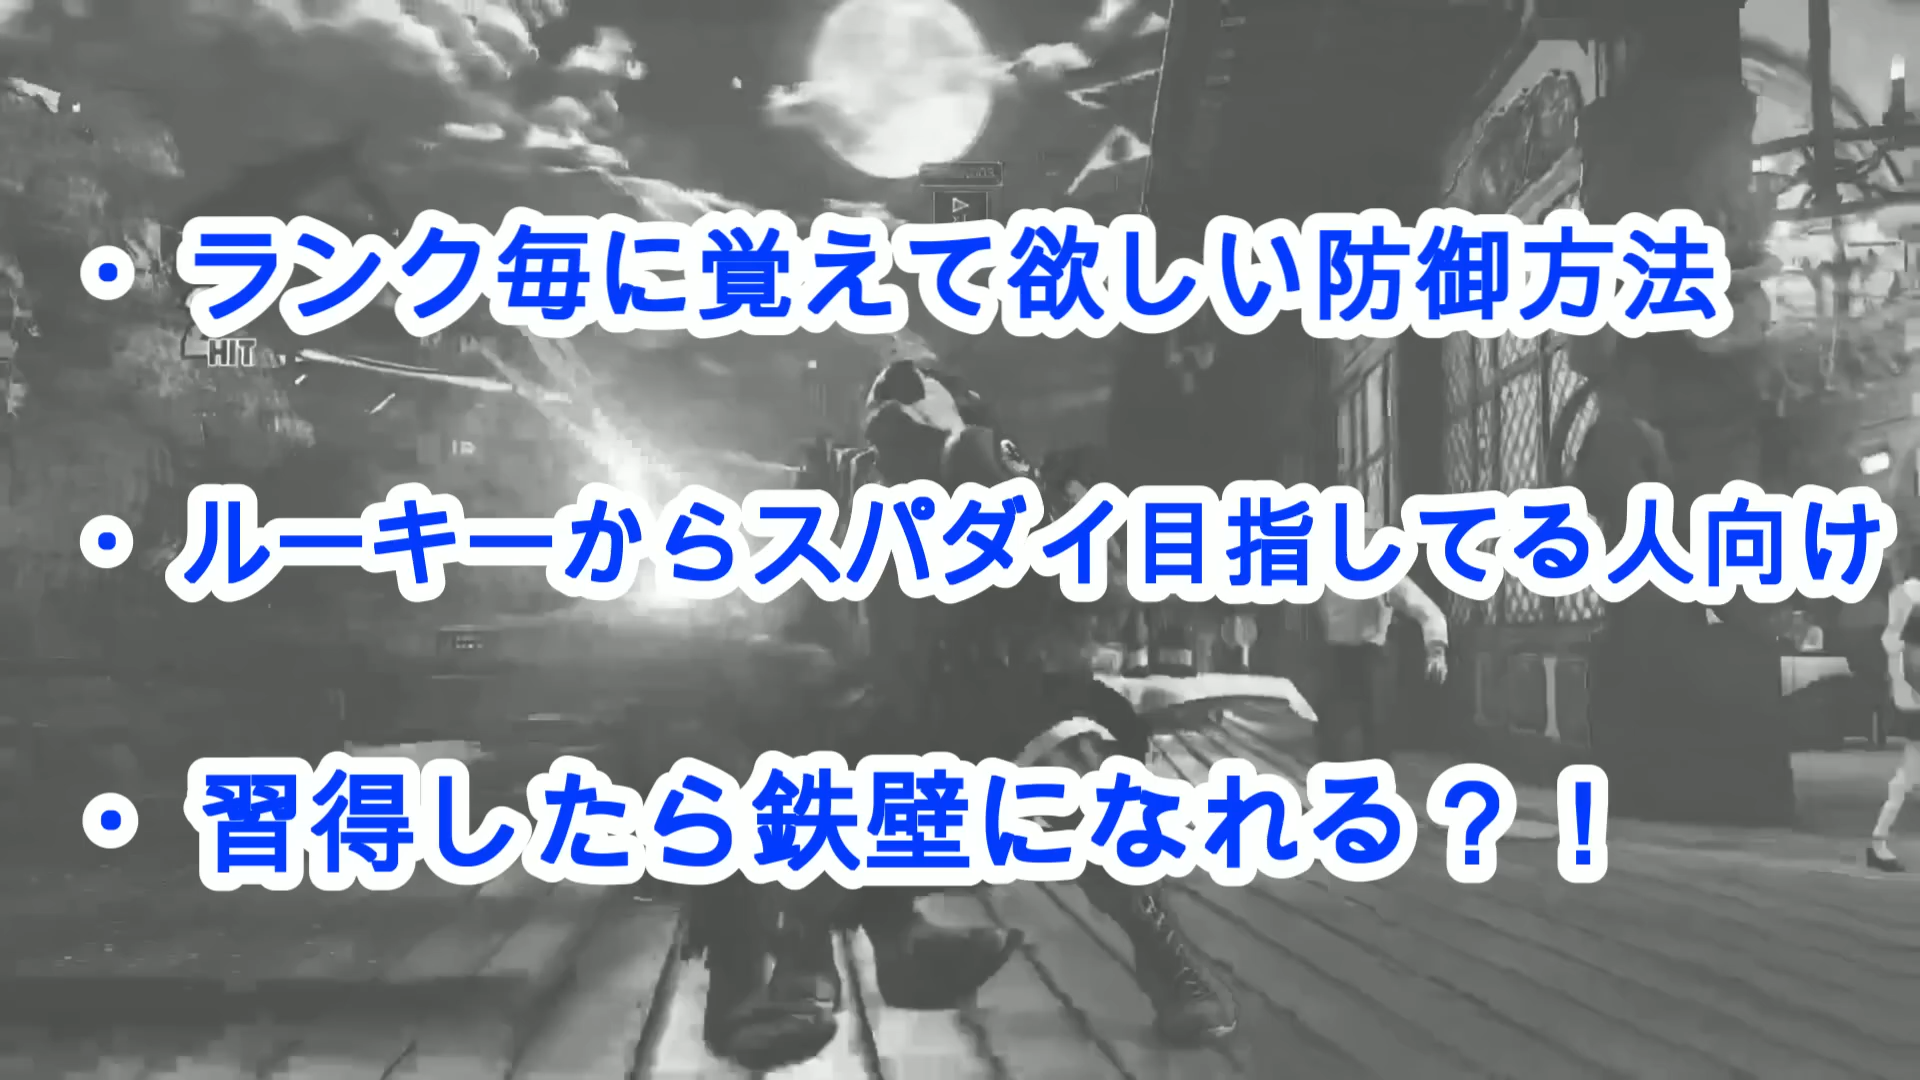 ・ランク毎に覚えて欲しい防御方法
HIT
・ルーキーからスパダイ目指してる人向け
・習得したら鉄壁になれる？！